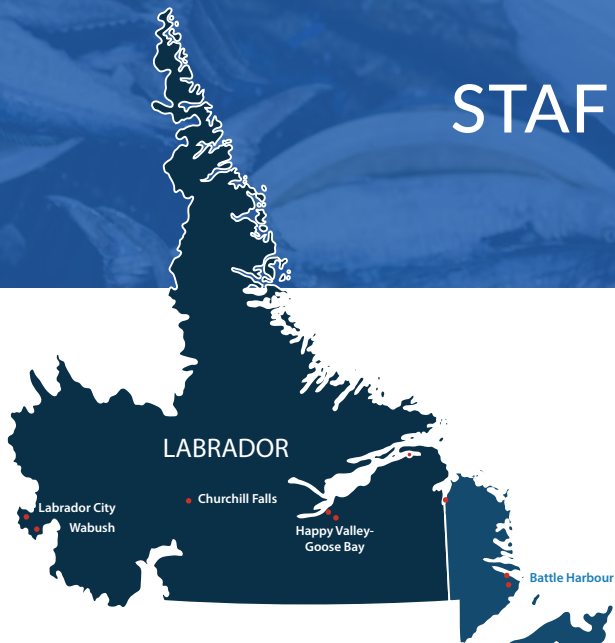 STAF
LABRADOR
Churchill Falls
Labrador City
Wabush
Happy Valley-
Goose Bay
Battle Harbour